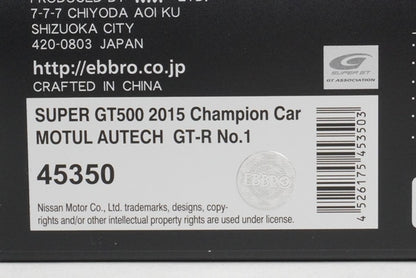 PRODUCED BY
7-7-7 CHIYODA AOI KU
SHIZUOKA CITY
420-0803 JAPAN
http://ebbro.co.jp
CRAFTED IN CHINA
SUPER GT
GT ASSOCIATION
SUPER GT500 2015 Champion Car
MOTUL AUTECH GT-R No.1
45350
EBBRO
Nissan Motor Co., Ltd. trademarks, designs, copy-
rights and/or other intellectual property rights are used under license.
4 526175 453503